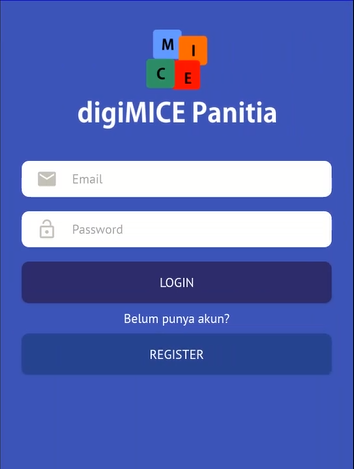 M I
C E
digiMICE Panitia
Email
Password
LOGIN
Belum punya akun?
REGISTER